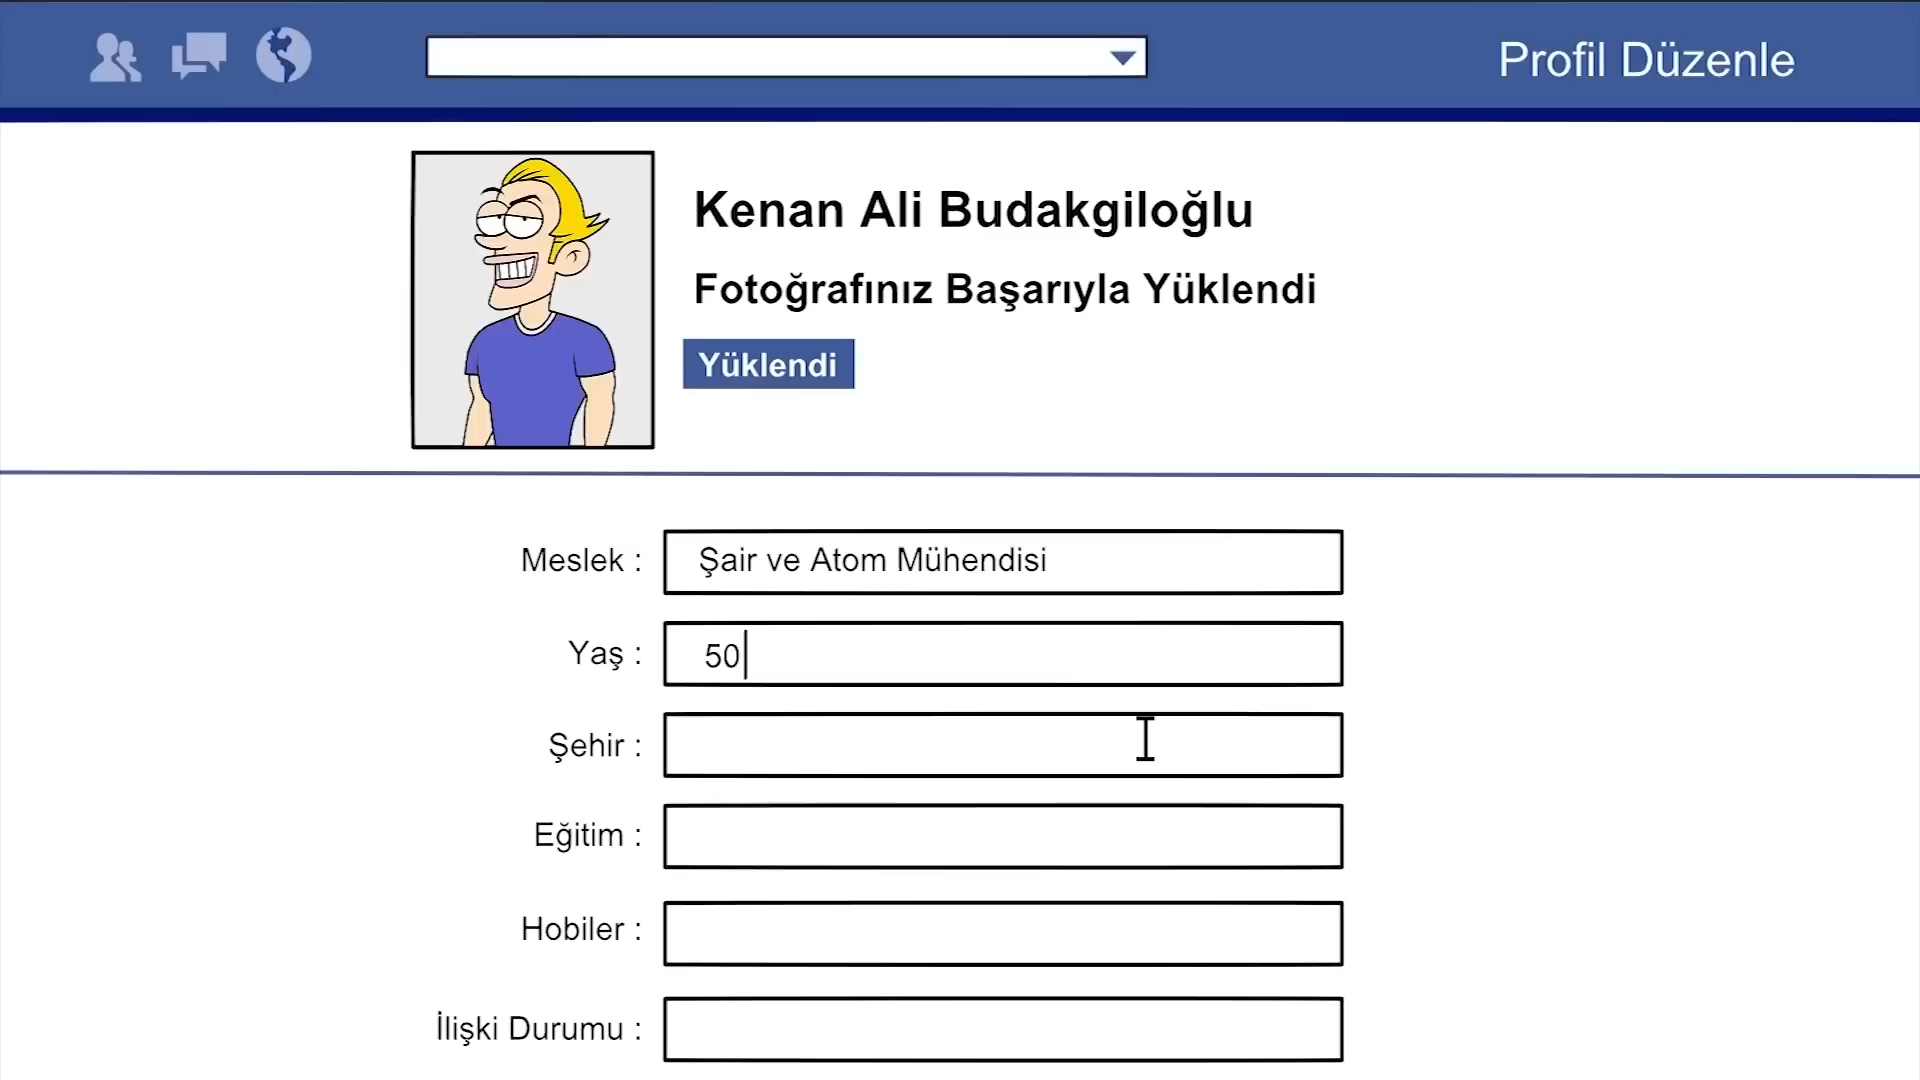 Profil Düzenle
Kenan Ali Budakgiloğlu
Fotoğrafınız Başarıyla Yüklendi
Yüklendi
Meslek : Şair ve Atom Mühendisi
Yaş : 50
Şehir :
Eğitim :
Hobiler :
İlişki Durumu :